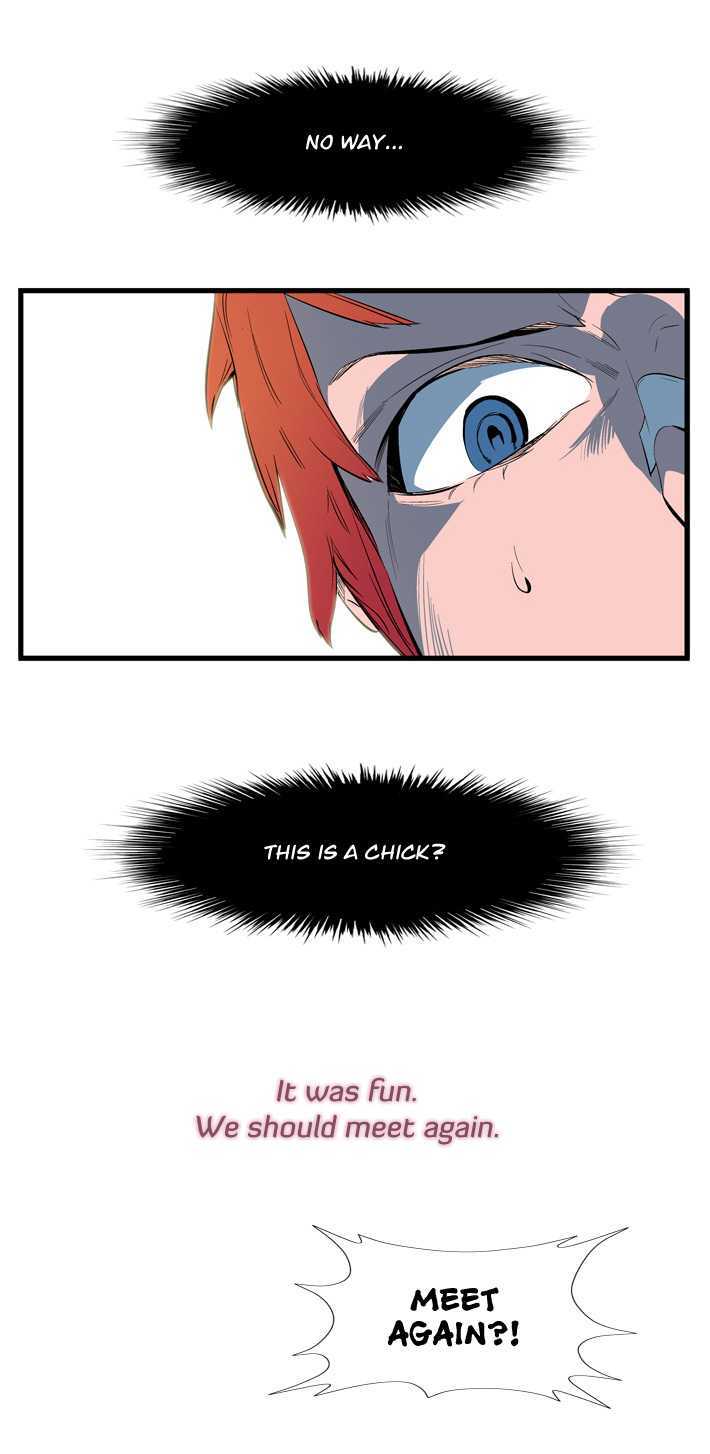 NO WAY...
THIS IS A CHICK?
It was fun.
We should meet again.
MEET
AGAIN?!